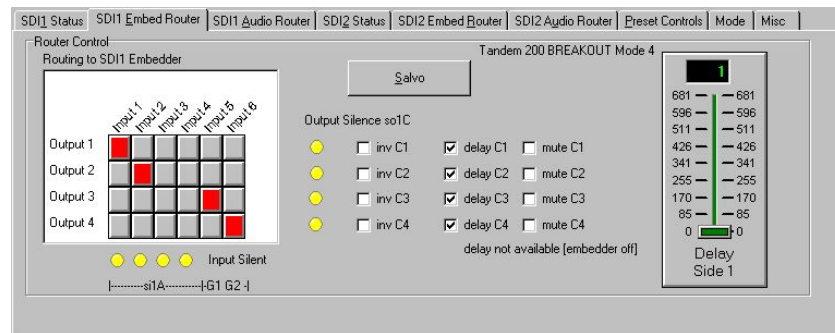 SDI1 Status SDI1 Embed Router SDI1 Audio Router SDI2 Status SDI2 Embed Router SDI2 Audio Router Preset Controls Mode Misc
Router Control
Routing to SDI1 Embedder
Tandem 200 BREAKOUT Mode 4
Salvo
Input 1 Input 2 Input 3 Input 4 Input 5 Input 6
Output Silence so1C
Output 1
Output 2
Output 3
Output 4
inv C1 delay C1 mute C1
inv C2 delay C2 mute C2
inv C3 delay C3 mute C3
inv C4 delay C4 mute C4
delay not available [embedder off]
Input Silent
|----------si1A----------|-G1 G2 -|
1
681 681
596 596
511 511
426 426
341 341
255 255
170 170
85 85
0 0
Delay
Side 1